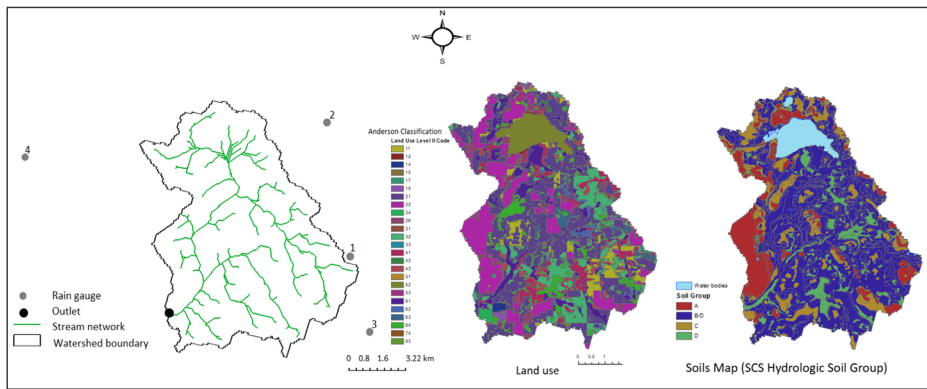 N
W E
S
2
4
1
3
Rain gauge
Outlet
Stream network
Watershed boundary
0 0.8 1.6 3.22 km
Anderson Classification
Land Use Level II Code
11
12
14
15
17
19
21
22
24
26
31
32
33
41
42
43
51
52
53
61
62
63
64
74
Land use
Water bodies
Soil Group
A
B/D
C
D
Soils Map (SCS Hydrologic Soil Group)